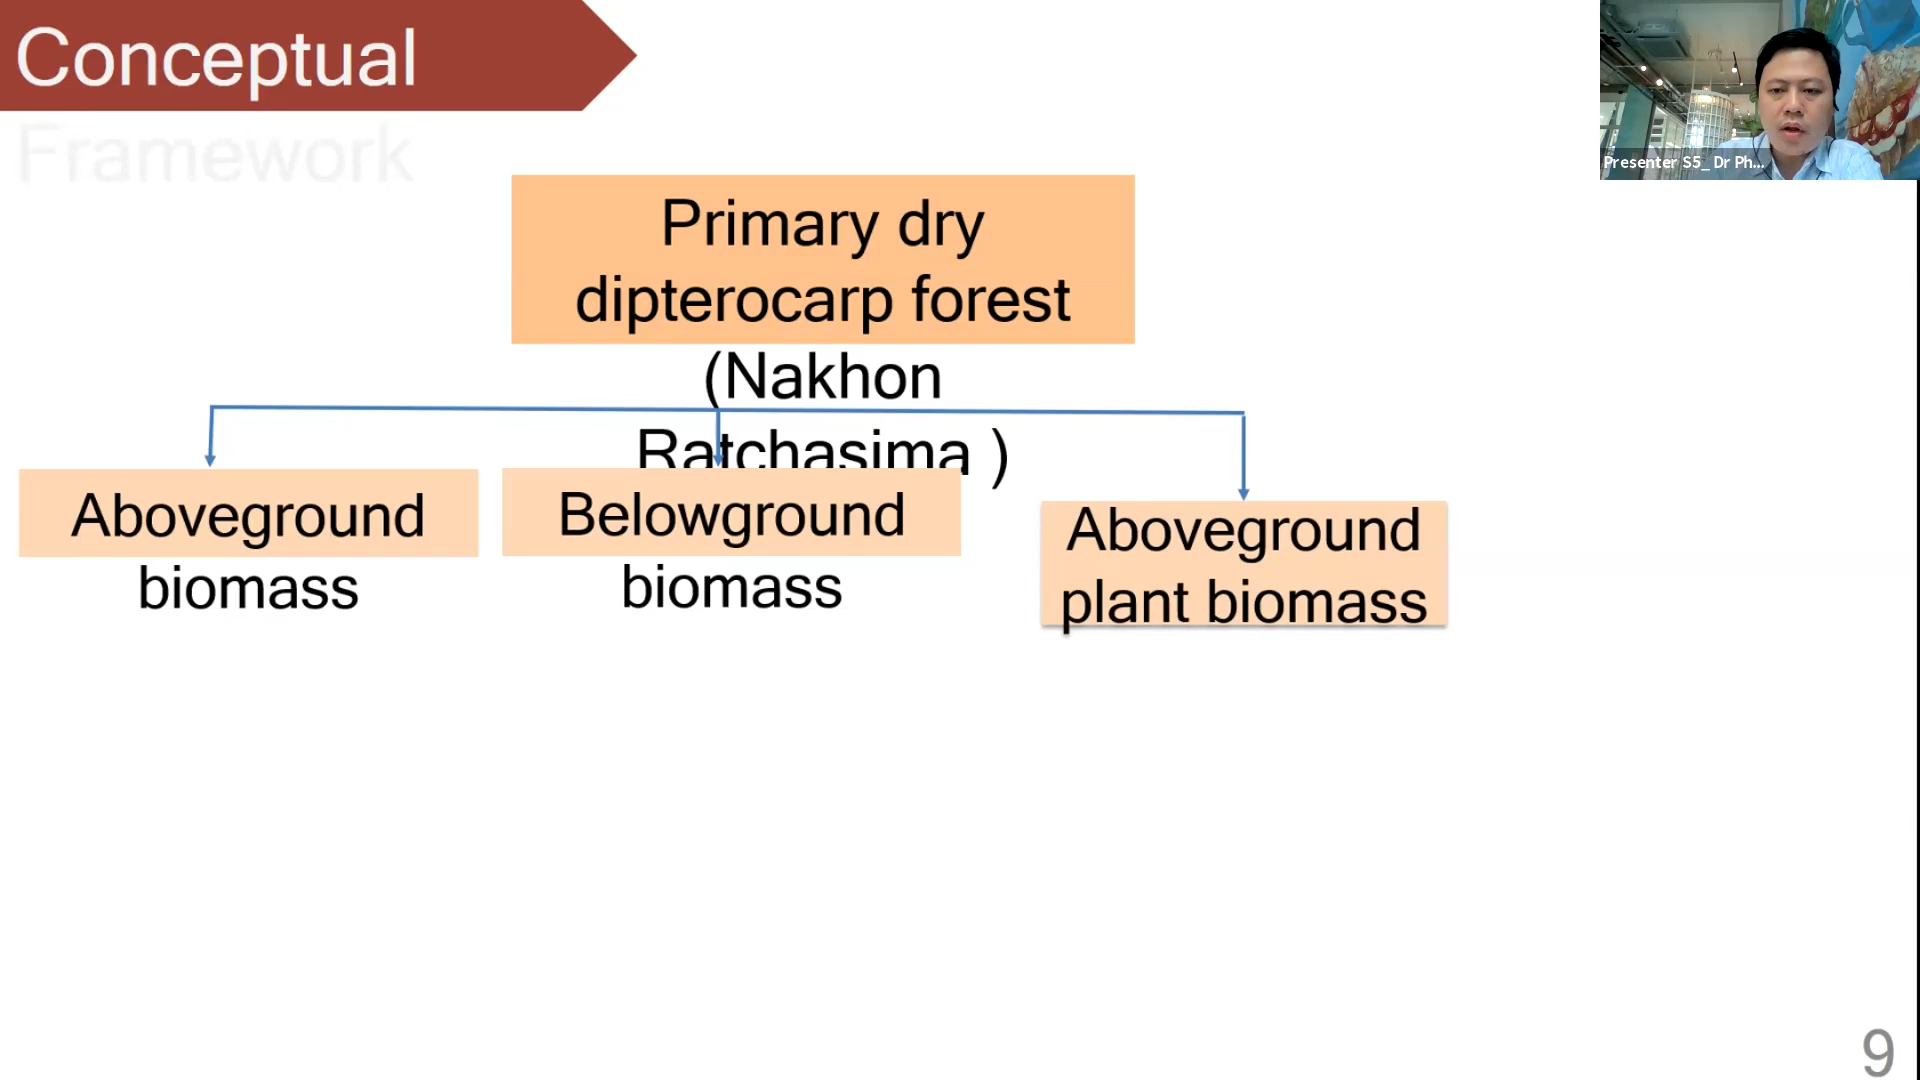 Conceptual
Framework
Presenter S5_ Dr Ph...
Primary dry
dipterocarp forest
(Nakhon
Ratchasima )
Aboveground
biomass
Belowground
biomass
Aboveground
plant biomass
9